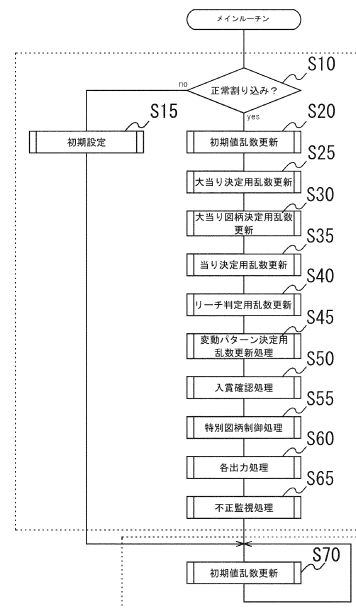 メインルーチン
S10
正常割り込み？
no
yes
S15
初期設定
S20
初期値乱数更新
S25
大当り決定用乱数更新
S30
大当り図柄決定用乱数
更新
S35
当り決定用乱数更新
S40
リーチ判定用乱数更新
S45
変動パターン決定用
乱数更新処理
S50
入賞確認処理
S55
特別図柄制御処理
S60
各出力処理
S65
不正監視処理
S70
初期値乱数更新